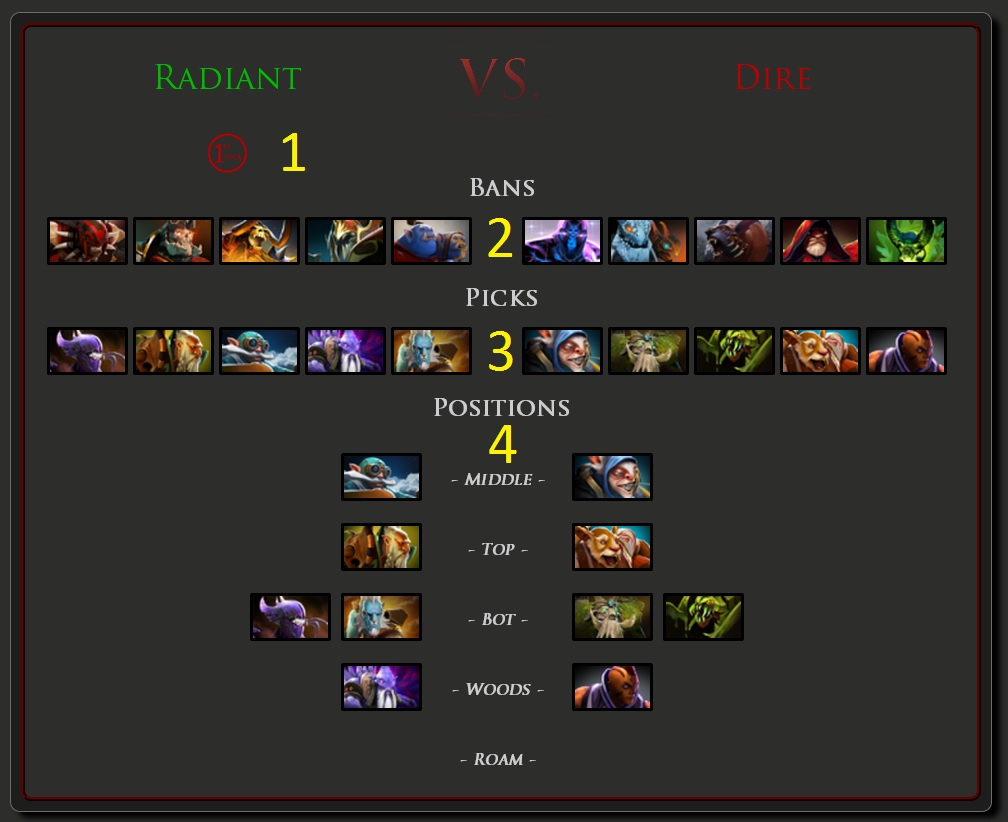 Radiant VS. Dire
1
Bans
2
Picks
3
Positions
4
- Middle -
- Top -
- Bot -
- Woods -
- Roam -